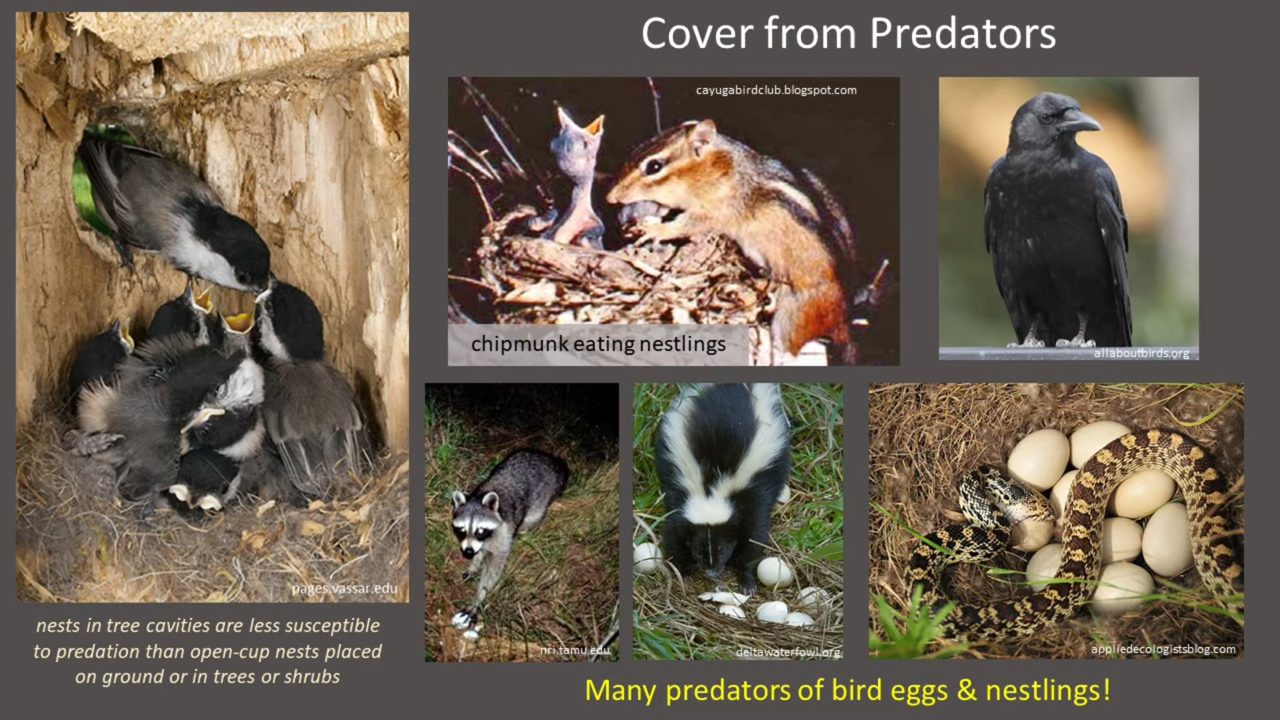 Cover from Predators
cayugabirdclub.blogspot.com
chipmunk eating nestlings
allaboutbirds.org
pages.vassar.edu
nri.tamu.edu
deltawaterfowl.org
appliedecologistsblog.com
nests in tree cavities are less susceptible
to predation than open-cup nests placed
on ground or in trees or shrubs
Many predators of bird eggs & nestlings!